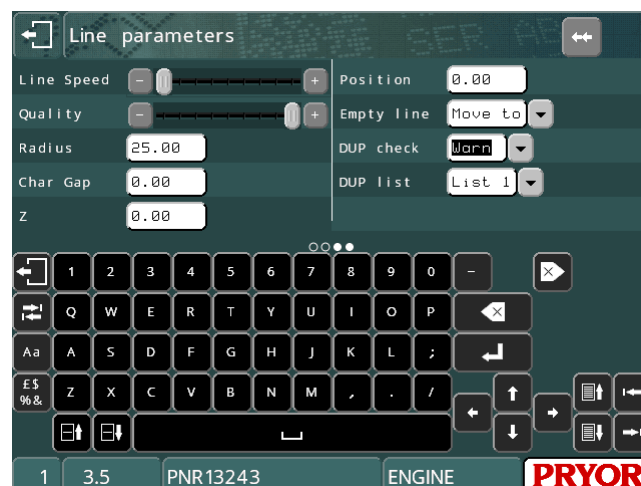 Line parameters
Line Speed
Quality
Radius 25.00
Char Gap 0.00
Z 0.00
Position 0.00
Empty line Move to
DUP check Warn
DUP list List 1
1 2 3 4 5 6 7 8 9 0 -
Q W E R T Y U I O P
Aa A S D F G H J K L ;
£$
%& Z X C V B N M , . /
1 3.5 PNR13243 ENGINE PRYOR